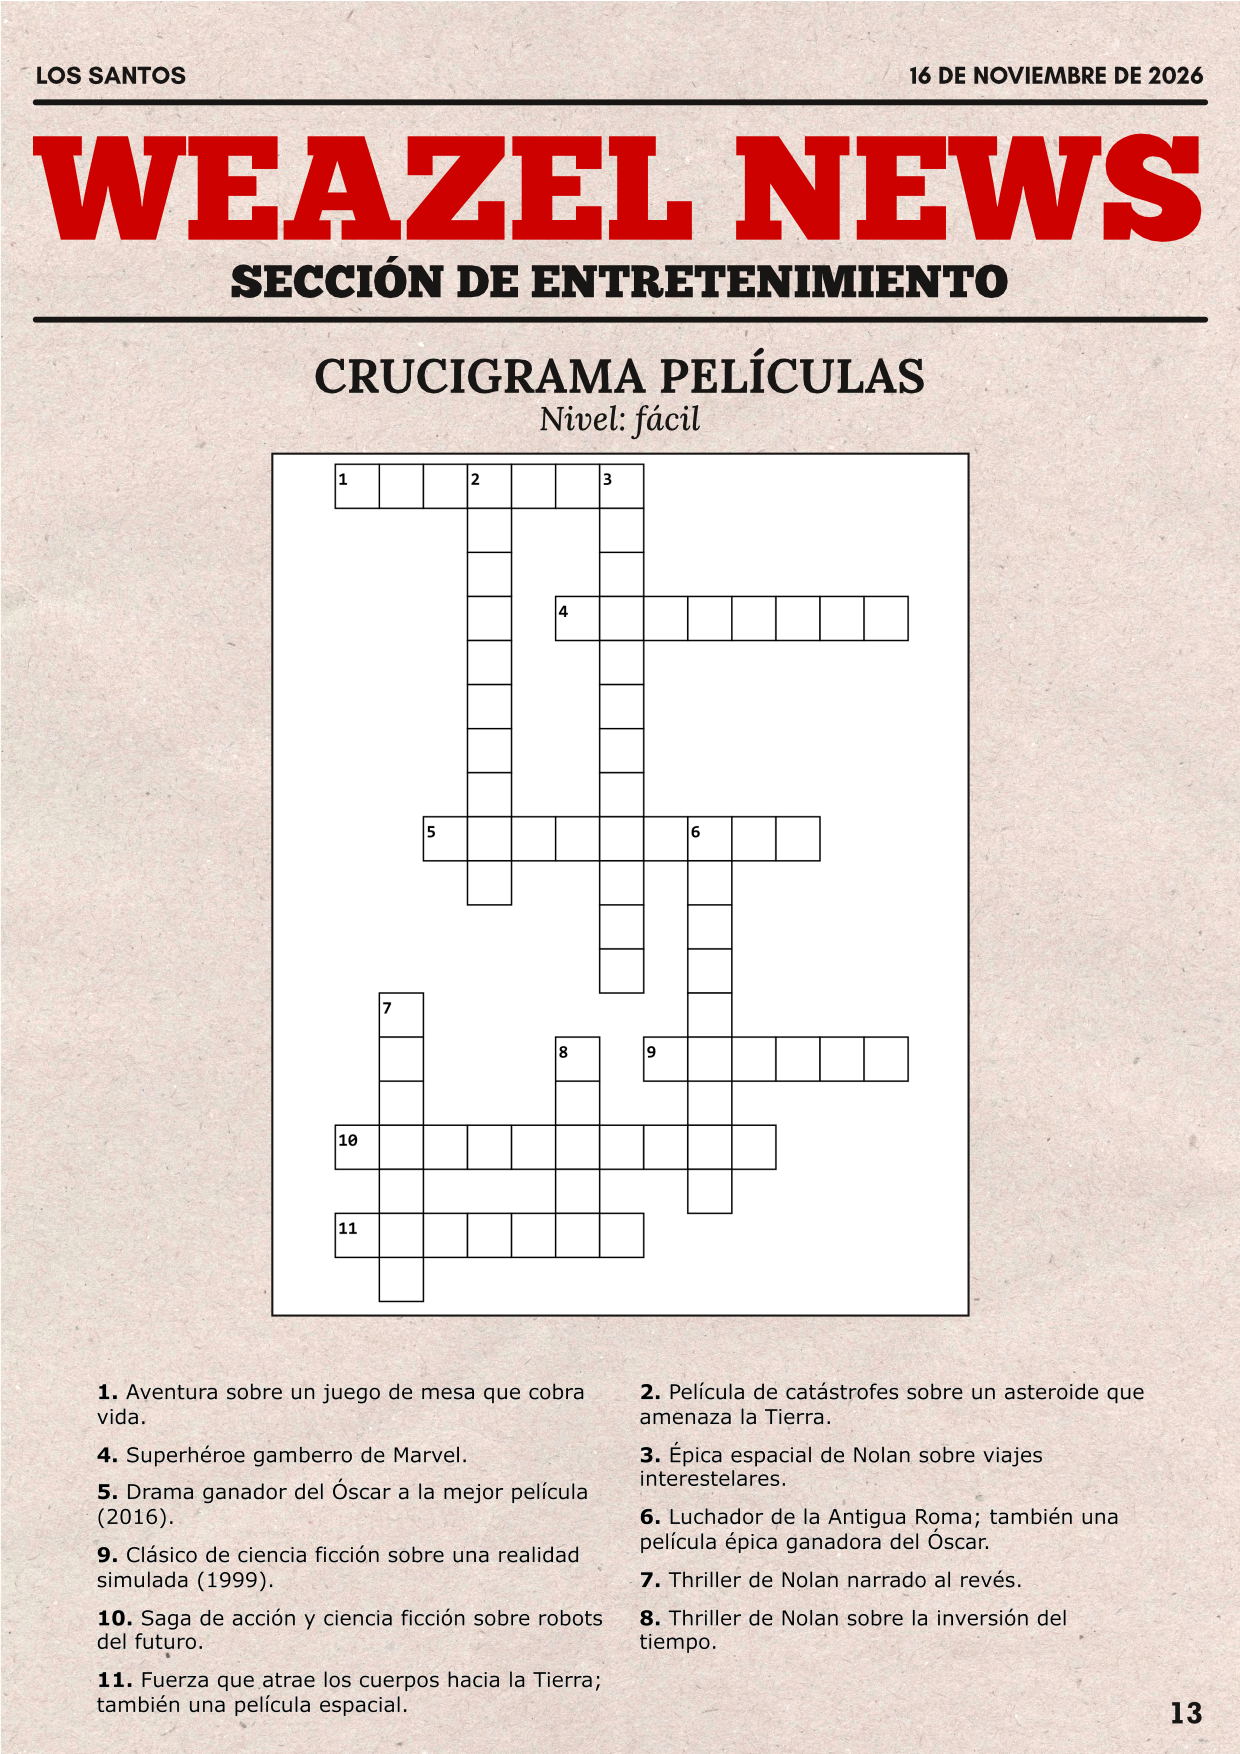 LOS SANTOS
16 DE NOVIEMBRE DE 2026
WEAZEL NEWS
SECCIÓN DE ENTRETENIMIENTO
CRUCIGRAMA PELÍCULAS
Nivel: fácil
1 2 3
4
5 6
7
8 9
10
11
1. Aventura sobre un juego de mesa que cobra
vida.
4. Superhéroe gamberro de Marvel.
5. Drama ganador del Óscar a la mejor película
(2016).
9. Clásico de ciencia ficción sobre una realidad
simulada (1999).
10. Saga de acción y ciencia ficción sobre robots
del futuro.
11. Fuerza que atrae los cuerpos hacia la Tierra;
también una película espacial.
2. Película de catástrofes sobre un asteroide que
amenaza la Tierra.
3. Épica espacial de Nolan sobre viajes
interestelares.
6. Luchador de la Antigua Roma; también una
película épica ganadora del Óscar.
7. Thriller de Nolan narrado al revés.
8. Thriller de Nolan sobre la inversión del
tiempo.
13